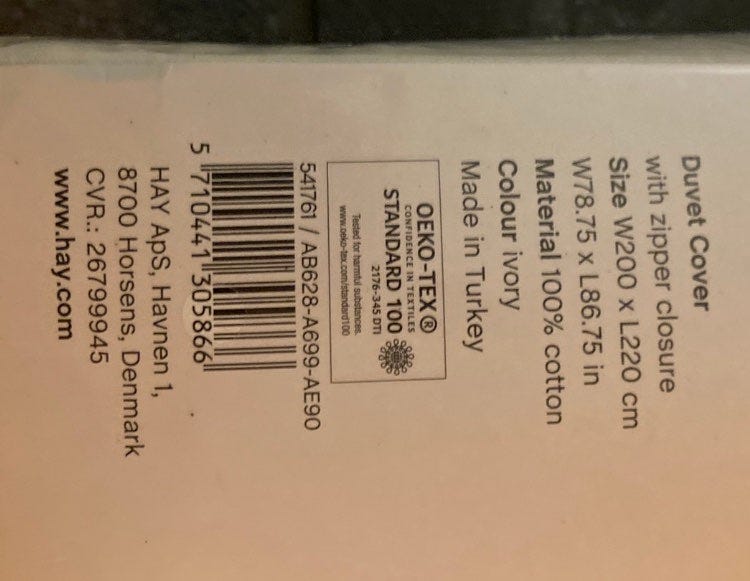 Duvet Cover
with zipper closure
Size W200 x L220 cm
W78.75 x L86.75 in
Material 100% cotton
Colour ivory
Made in Turkey
OEKO-TEX®
CONFIDENCE IN TEXTILES
STANDARD 100
2176-345 DTI
Tested for harmful substances.
www.oeko-tex.com/standard100
541761 / AB628-A699-AE90
5 710441 305866
HAY ApS, Havnen 1,
8700 Horsens, Denmark
CVR.: 26799945
www.hay.com